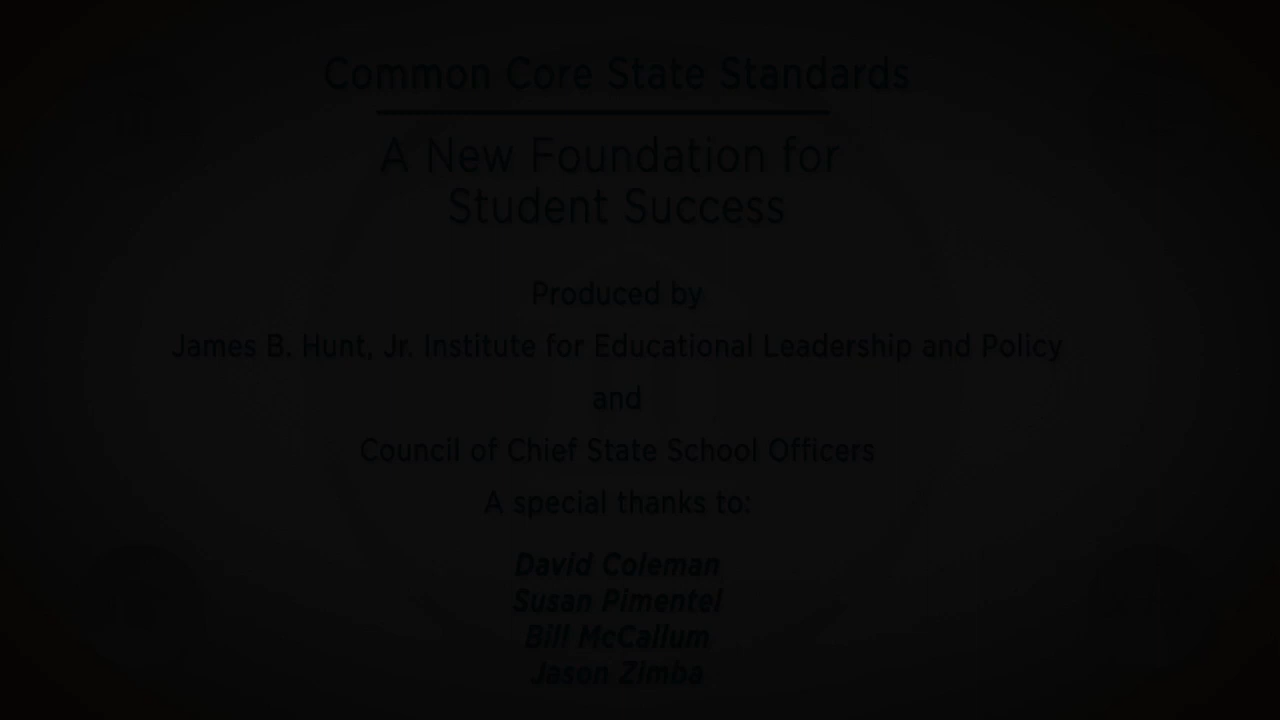 Common Core State Standards
A New Foundation for
Student Success
Produced by
James B. Hunt, Jr. Institute for Educational Leadership and Policy
and
Council of Chief State School Officers
A special thanks to:
David Coleman
Susan Pimentel
Bill McCallum
Jason Zimba